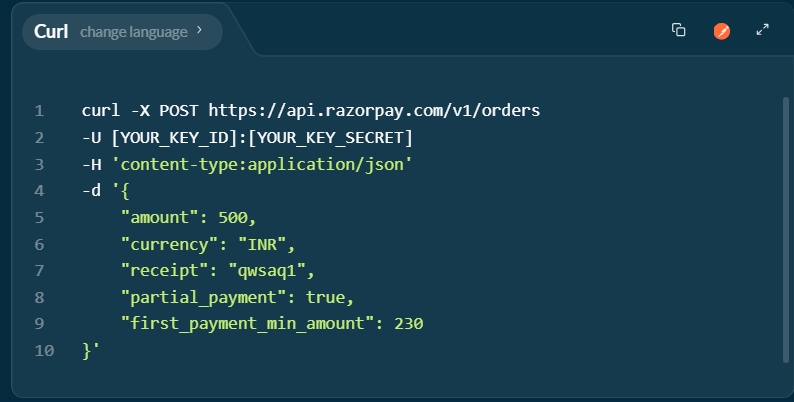 Curl change language >
1 curl -X POST https://api.razorpay.com/v1/orders
2 -U [YOUR_KEY_ID]:[YOUR_KEY_SECRET]
3 -H 'content-type:application/json'
4 -d '{
5     "amount": 500,
6     "currency": "INR",
7     "receipt": "qwsaq1",
8     "partial_payment": true,
9     "first_payment_min_amount": 230
10 }'